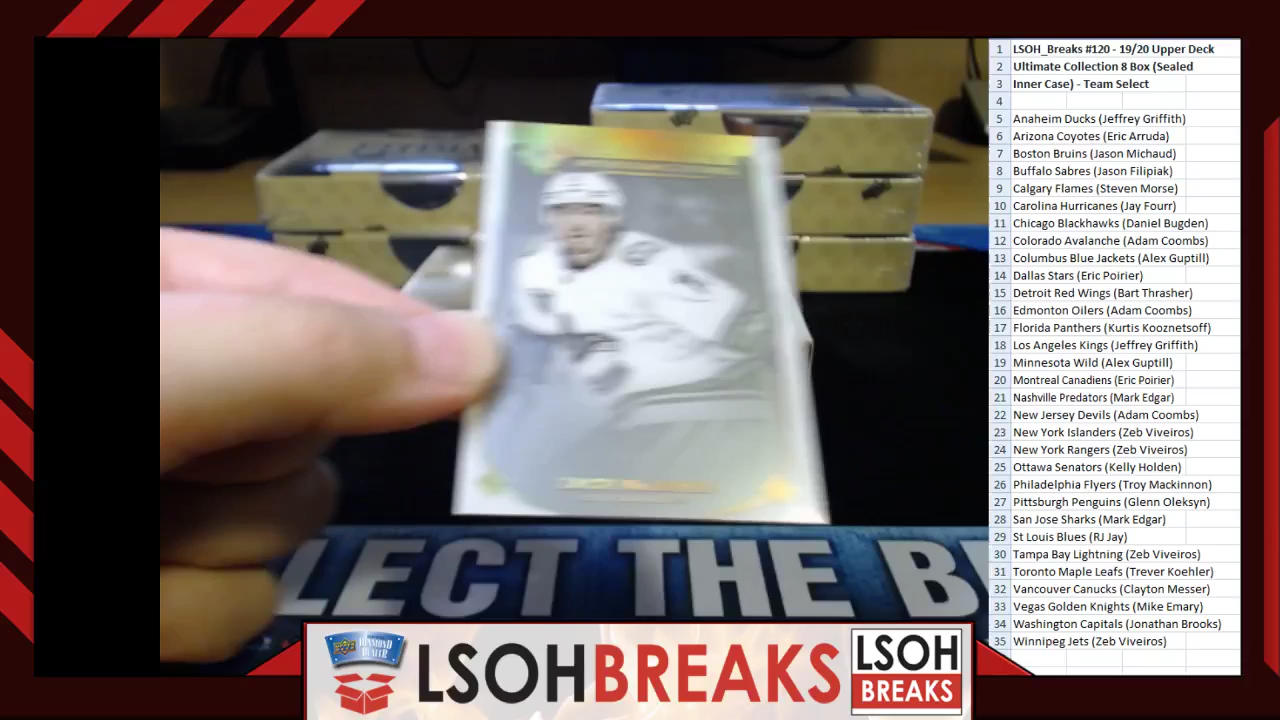 1 LSOH_Breaks #120 - 19/20 Upper Deck
2 Ultimate Collection 8 Box (Sealed
3 Inner Case) - Team Select
4
5 Anaheim Ducks (Jeffrey Griffith)
6 Arizona Coyotes (Eric Arruda)
7 Boston Bruins (Jason Michaud)
8 Buffalo Sabres (Jason Filipiak)
9 Calgary Flames (Steven Morse)
10 Carolina Hurricanes (Jay Fourr)
11 Chicago Blackhawks (Daniel Bugden)
12 Colorado Avalanche (Adam Coombs)
13 Columbus Blue Jackets (Alex Guptill)
14 Dallas Stars (Eric Poirier)
15 Detroit Red Wings (Bart Thrasher)
16 Edmonton Oilers (Adam Coombs)
17 Florida Panthers (Kurtis Kooznetsoff)
18 Los Angeles Kings (Jeffrey Griffith)
19 Minnesota Wild (Alex Guptill)
20 Montreal Canadiens (Eric Poirier)
21 Nashville Predators (Mark Edgar)
22 New Jersey Devils (Adam Coombs)
23 New York Islanders (Zeb Viveiros)
24 New York Rangers (Zeb Viveiros)
25 Ottawa Senators (Kelly Holden)
26 Philadelphia Flyers (Troy Mackinnon)
27 Pittsburgh Penguins (Glenn Oleksyn)
28 San Jose Sharks (Mark Edgar)
29 St Louis Blues (RJ Jay)
30 Tampa Bay Lightning (Zeb Viveiros)
31 Toronto Maple Leafs (Trever Koehler)
32 Vancouver Canucks (Clayton Messer)
33 Vegas Golden Knights (Mike Emary)
34 Washington Capitals (Jonathan Brooks)
35 Winnipeg Jets (Zeb Viveiros)
LECT THE B
DIAMOND
DEALER
LSOHBREAKS
LSOH
BREAKS